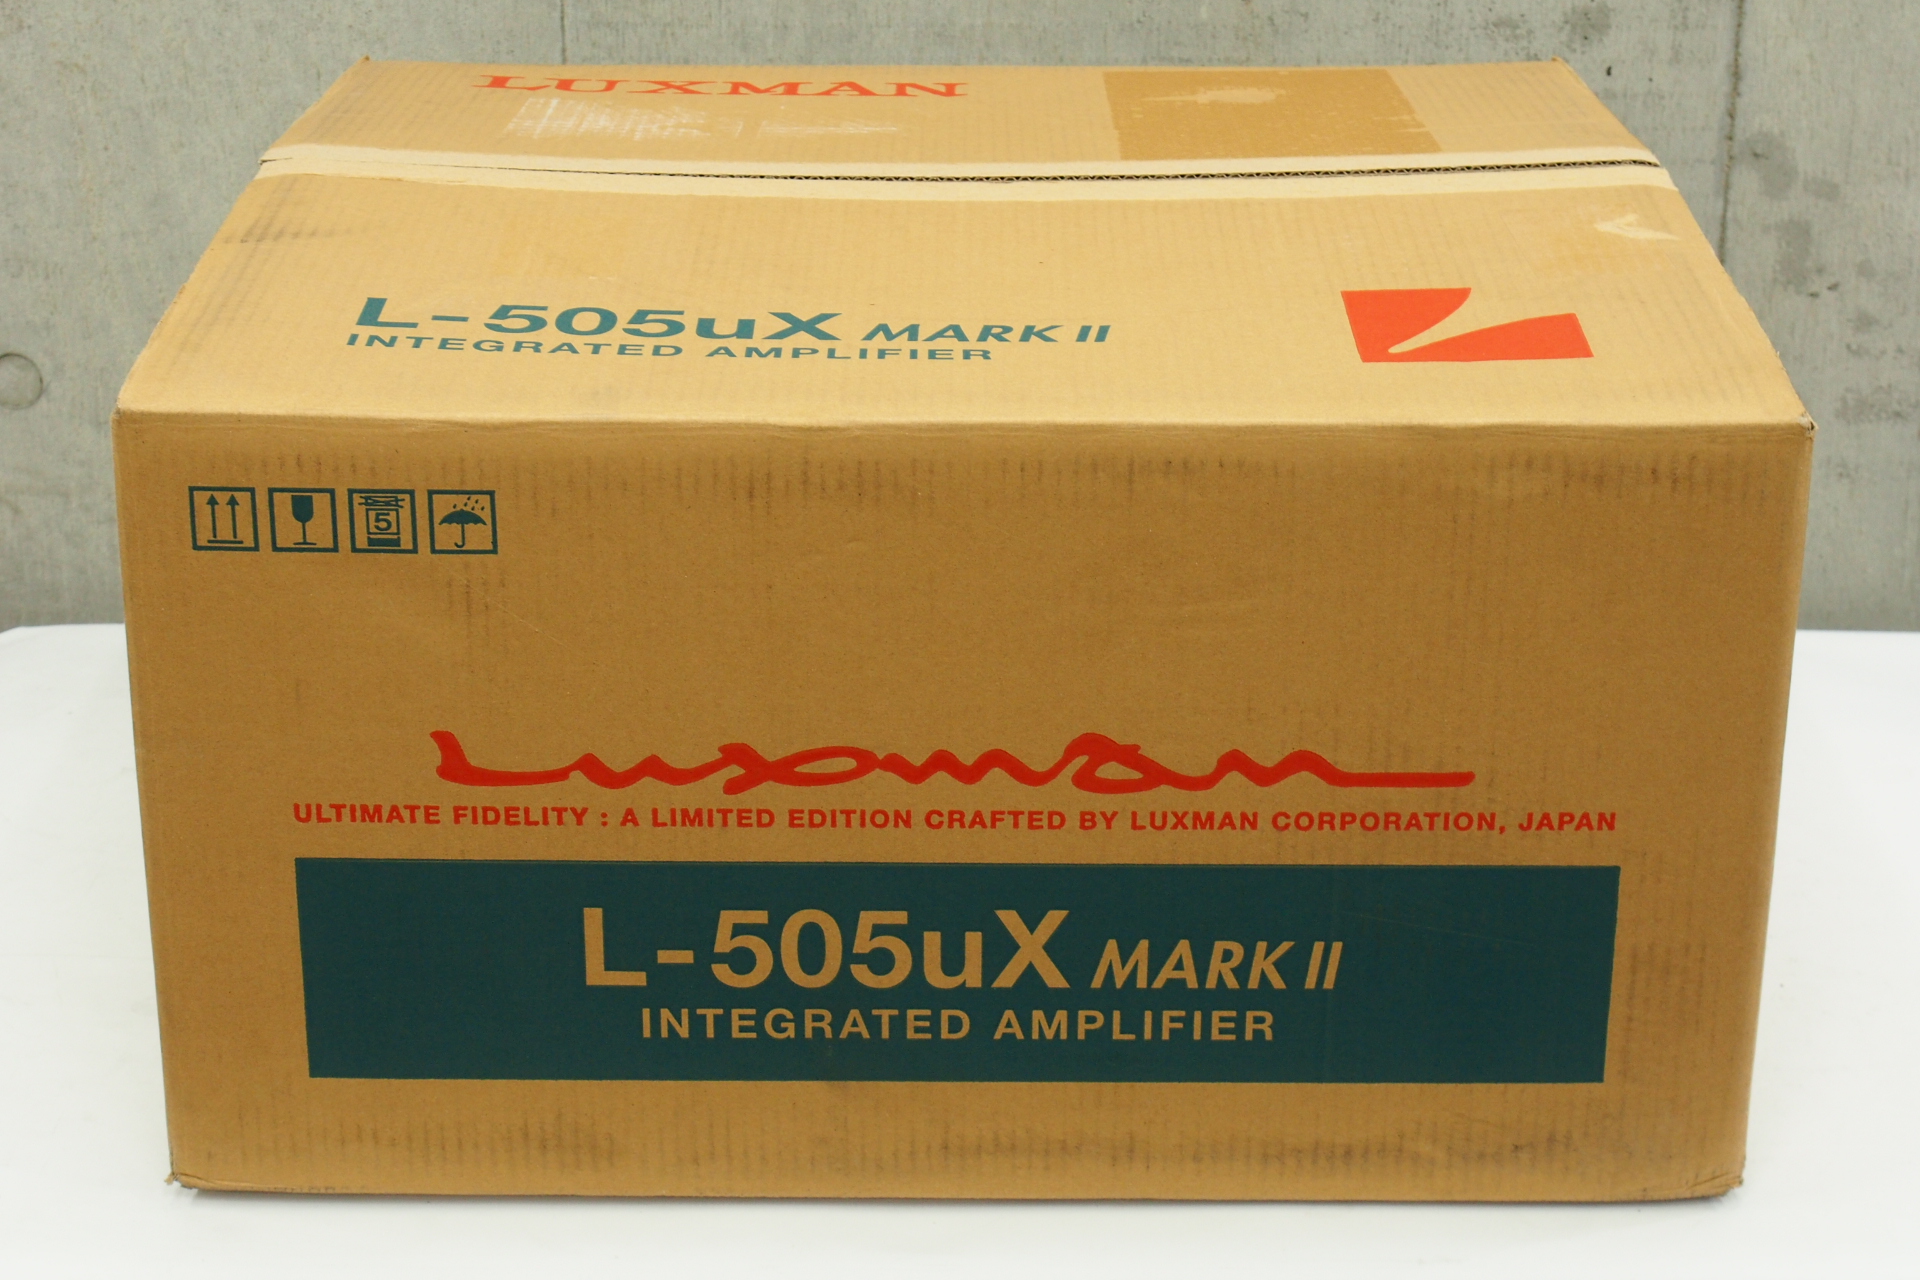 LUXMAN
L-505uX MARK II
INTEGRATED AMPLIFIER
5
Luxman
ULTIMATE FIDELITY : A LIMITED EDITION CRAFTED BY LUXMAN CORPORATION, JAPAN
L-505uX MARK II
INTEGRATED AMPLIFIER